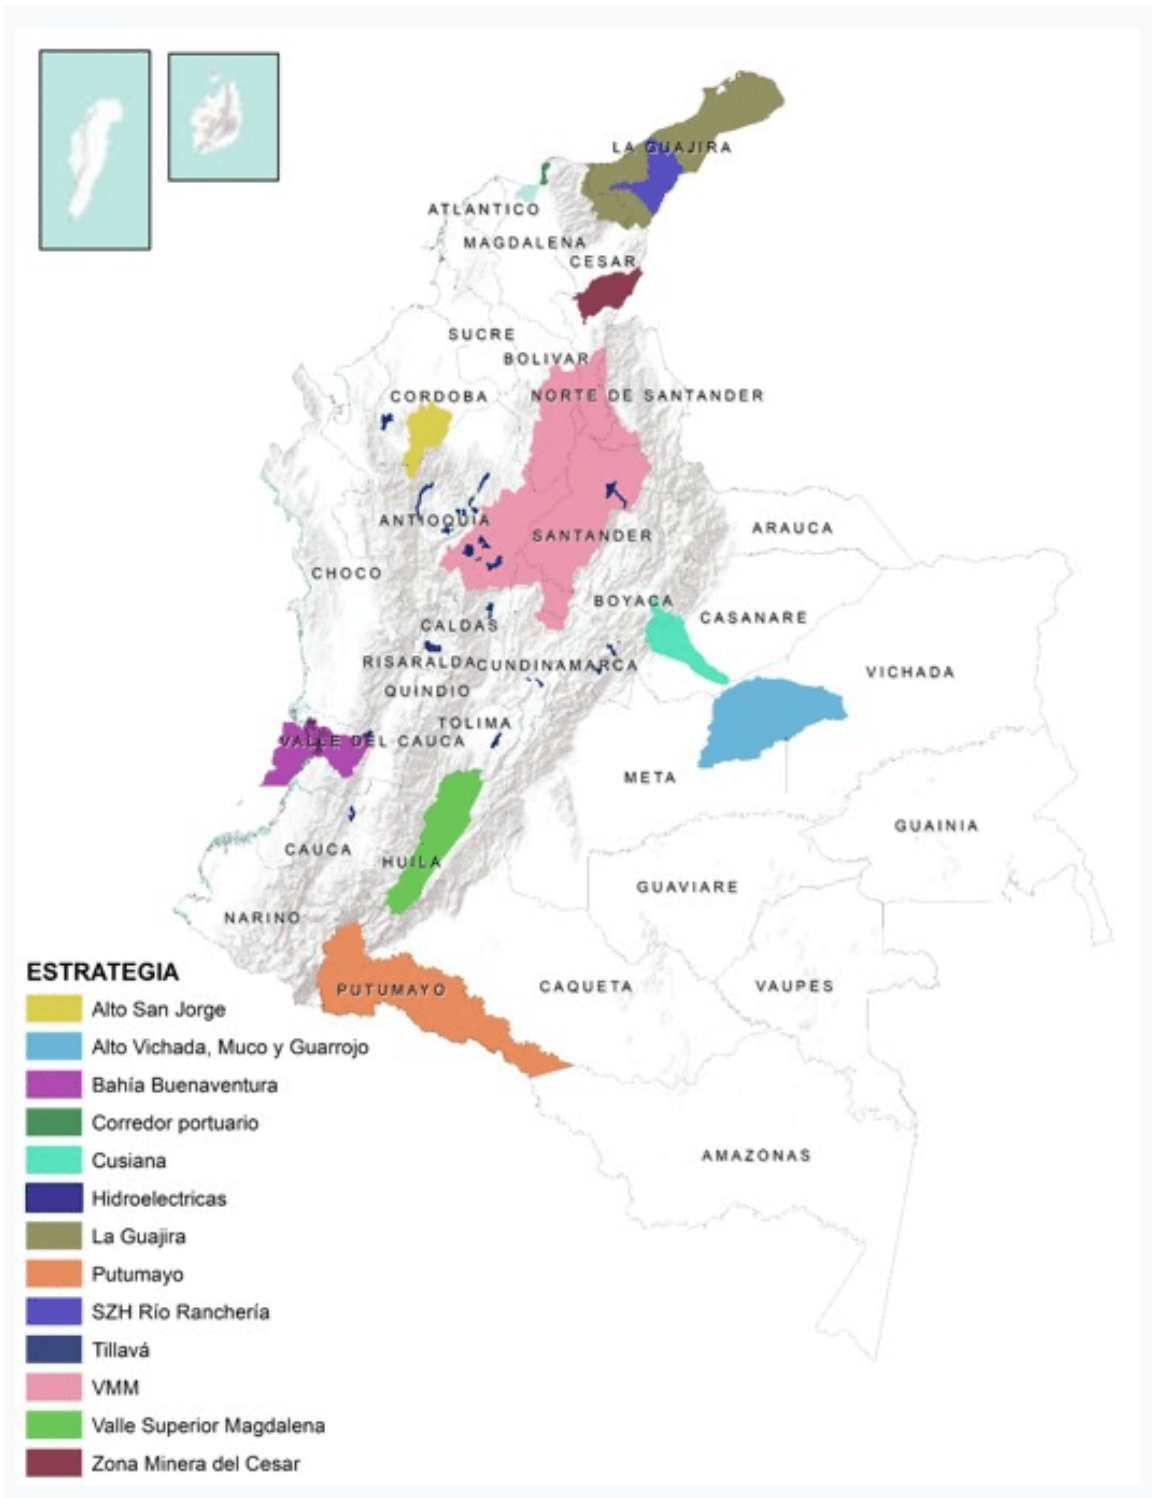 LA GUAJIRA
ATLANTICO
MAGDALENA
CESAR
SUCRE
BOLIVAR
CORDOBA
NORTE DE SANTANDER
ANTIOQUIA
SANTANDER
ARAUCA
CHOCO
BOYACA
CASANARE
CALDAS
RISARALDA
CUNDINAMARCA
VICHADA
QUINDIO
TOLIMA
VALLE DEL CAUCA
META
GUAINIA
CAUCA
HUILA
GUAVIARE
NARINO
PUTUMAYO
CAQUETA
VAUPES
AMAZONAS
ESTRATEGIA
Alto San Jorge
Alto Vichada, Muco y Guarrojo
Bahía Buenaventura
Corredor portuario
Cusiana
Hidroelectricas
La Guajira
Putumayo
SZH Río Ranchería
Tillavá
VMM
Valle Superior Magdalena
Zona Minera del Cesar